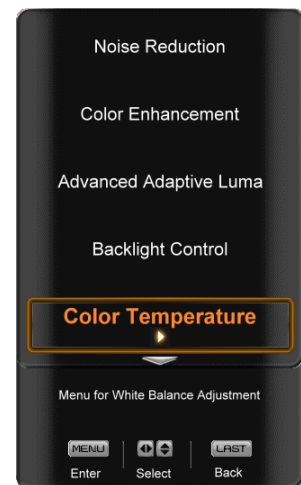 Noise Reduction
Color Enhancement
Advanced Adaptive Luma
Backlight Control
Color Temperature
Menu for White Balance Adjustment
MENU LAST
Enter Select Back